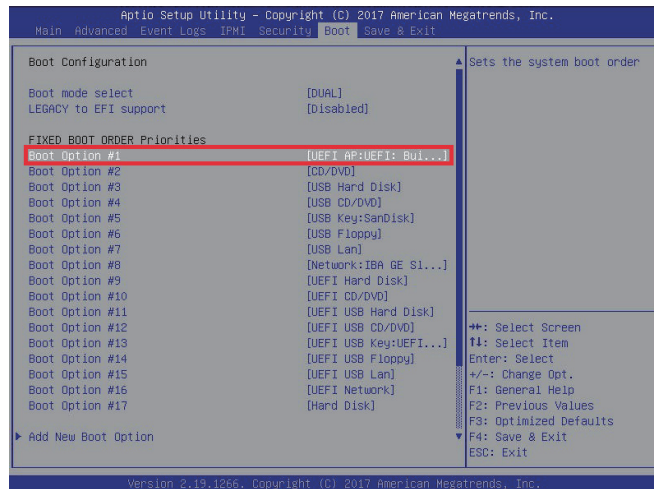 Aptio Setup Utility – Copyright (C) 2017 American Megatrends, Inc.
Main Advanced Event Logs IPMI Security Boot Save & Exit
Boot Configuration
Boot mode select [DUAL]
LEGACY to EFI support [Disabled]
FIXED BOOT ORDER Priorities
Boot Option #1 [UEFI AP:UEFI: Bui...]
Boot Option #2 [CD/DVD]
Boot Option #3 [USB Hard Disk]
Boot Option #4 [USB CD/DVD]
Boot Option #5 [USB Key:SanDisk]
Boot Option #6 [USB Floppy]
Boot Option #7 [USB Lan]
Boot Option #8 [Network:IBA GE Sl...]
Boot Option #9 [UEFI Hard Disk]
Boot Option #10 [UEFI CD/DVD]
Boot Option #11 [UEFI USB Hard Disk]
Boot Option #12 [UEFI USB CD/DVD]
Boot Option #13 [UEFI USB Key:UEFI...]
Boot Option #14 [UEFI USB Floppy]
Boot Option #15 [UEFI USB Lan]
Boot Option #16 [UEFI Network]
Boot Option #17 [Hard Disk]
Add New Boot Option
Sets the system boot order
→←: Select Screen
↑↓: Select Item
Enter: Select
+/-: Change Opt.
F1: General Help
F2: Previous Values
F3: Optimized Defaults
F4: Save & Exit
ESC: Exit
Version 2.19.1266. Copyright (C) 2017 American Megatrends, Inc.